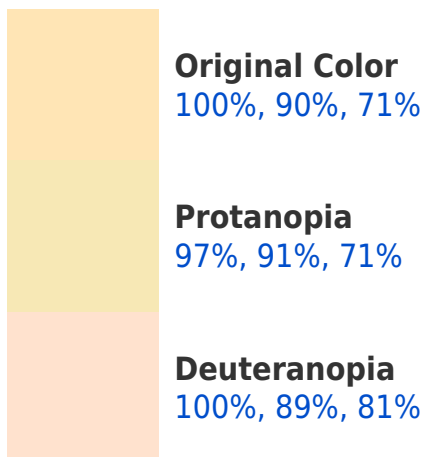 Original Color
100%, 90%, 71%
Protanopia
97%, 91%, 71%
Deuteranopia
100%, 89%, 81%